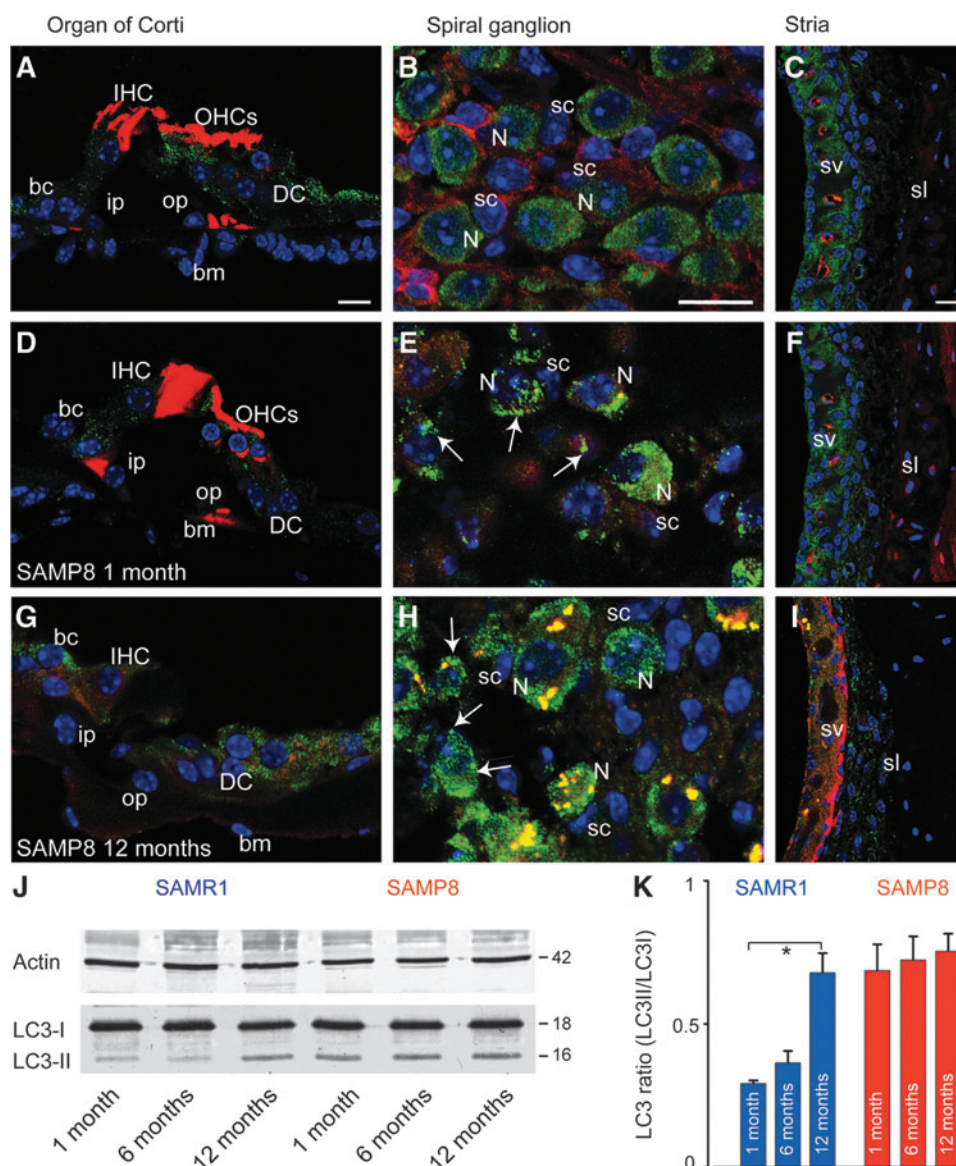 Organ of Corti
Spiral ganglion
Stria
A
IHC
OHCs
bc
ip
op
DC
bm
B
sc
N
sc
sc
N
N
C
sv
sl
D
IHC
bc
OHCs
ip
op
bm
DC
SAMP8 1 month
E
N
sc
N
N
sc
F
sv
sl
G
bc
IHC
ip
DC
op
bm
SAMP8 12 months
H
sc
sc
N
N
N
sc
I
sv
sl
J
SAMR1
SAMP8
Actin
42
LC3-I
18
LC3-II
16
1 month
6 months
12 months
1 month
6 months
12 months
K
SAMR1
SAMP8
LC3 ratio (LC3II/LC3I)
1
0.5
0
*
1 month
6 months
12 months
1 month
6 months
12 months